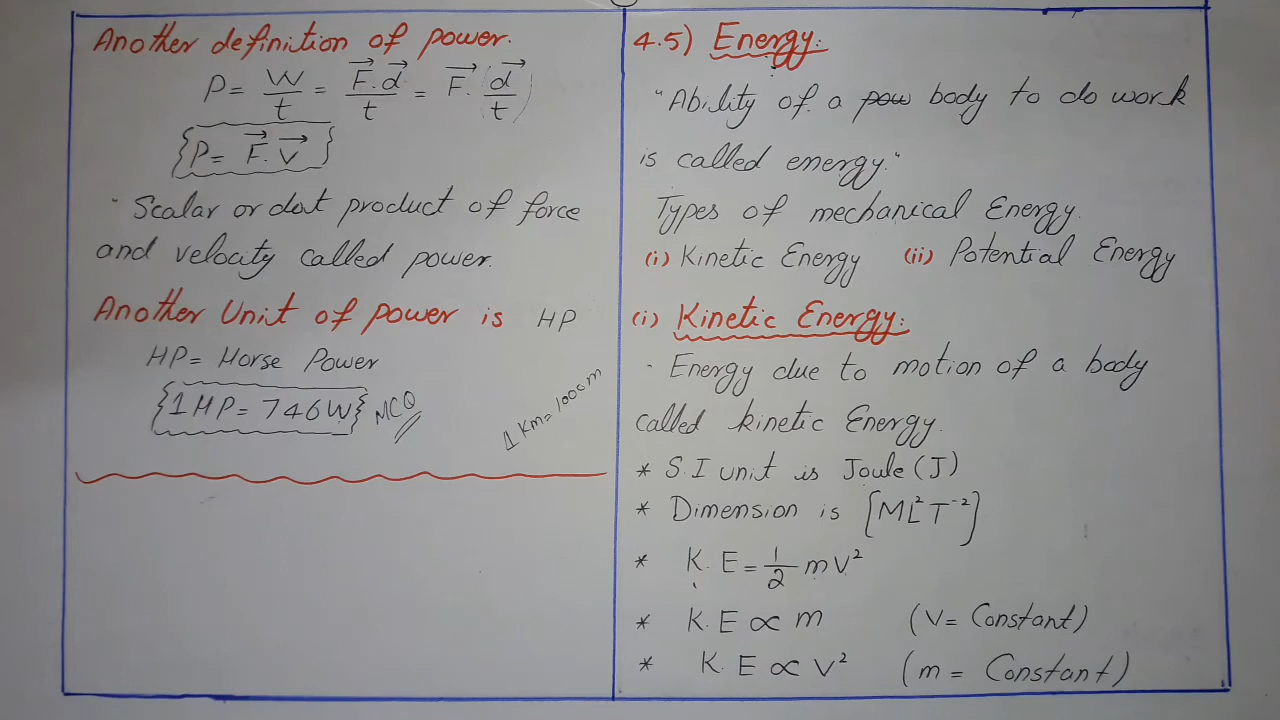 Another definition of power.
P = W/t = F⃗.d⃗/t = F⃗.(d⃗/t)
{P = F⃗.V⃗}
"Scalar or dot product of force
and velocity called power.
Another Unit of power is HP
HP = Horse Power
{1 HP = 746W} MCQ
1 Km = 1000m
4.5) Energy:
"Ability of a pow body to do work
is called energy."
Types of mechanical Energy.
(i) Kinetic Energy (ii) Potential Energy
(i) Kinetic Energy:
· Energy due to motion of a body
called kinetic Energy.
* S.I unit is Joule (J)
* Dimension is [ML²T⁻²]
* K.E = 1/2 mv²
* K.E ∝ m (V = Constant)
* K.E ∝ V² (m = Constant)